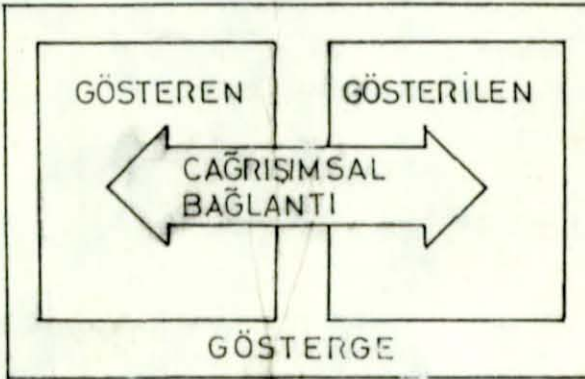 GÖSTEREN
GÖSTERİLEN
CAĞRIŞIMSAL
BAĞLANTI
GÖSTERGE